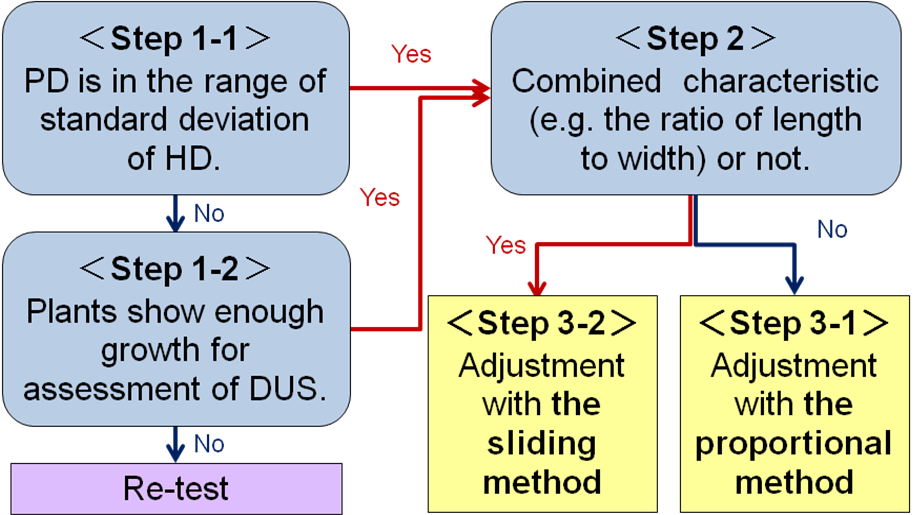 ＜Step 1-1＞
PD is in the range of
standard deviation
of HD.
Yes
No
＜Step 1-2＞
Plants show enough
growth for
assessment of DUS.
Yes
No
Re-test
＜Step 2＞
Combined characteristic
(e.g. the ratio of length
to width) or not.
Yes
No
＜Step 3-2＞
Adjustment
with the
sliding
method
＜Step 3-1＞
Adjustment
with the
proportional
method